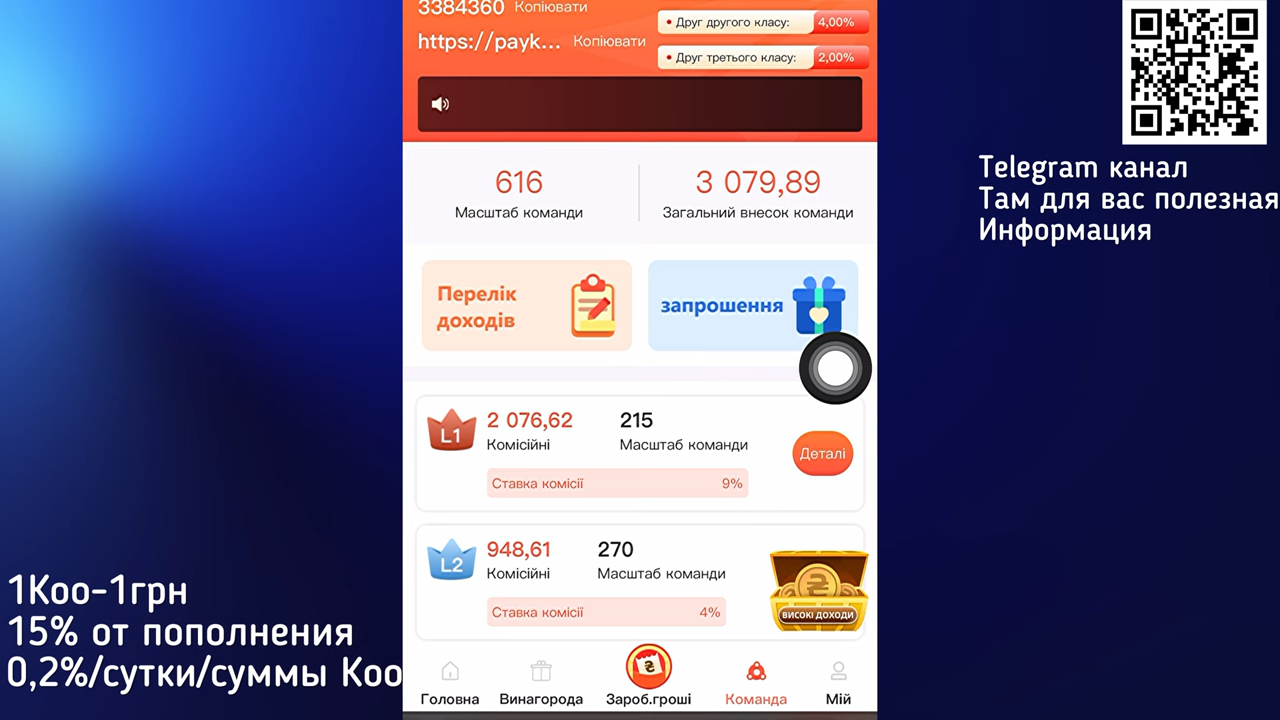 3384360 Копіювати
https://payk... Копіювати
• Друг другого класу: 4,00%
• Друг третього класу: 2,00%
616
Масштаб команди
3 079,89
Загальний внесок команди
Перелік
доходів
запрошення
L1
2 076,62
Комісійні
215
Масштаб команди
Ставка комісії 9%
Деталі
L2
948,61
Комісійні
270
Масштаб команди
Ставка комісії 4%
ВИСОКІ ДОХОДИ
Головна
Винагорода
Зароб.гроші
Команда
Мій
Telegram канал
Там для вас полезная
Информация
1Коо-1грн
15% от пополнения
0,2%/сутки/суммы Коо